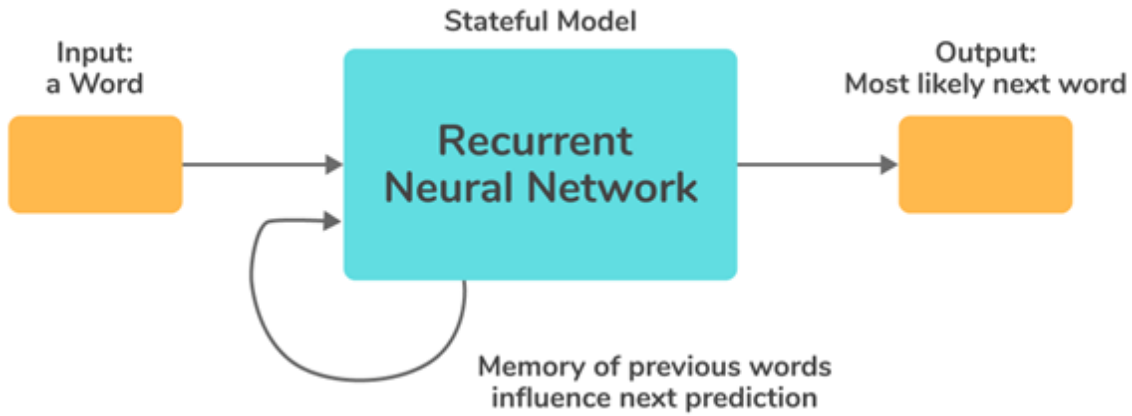 Stateful Model
Input:
a Word
Output:
Most likely next word
Recurrent
Neural Network
Memory of previous words
influence next prediction